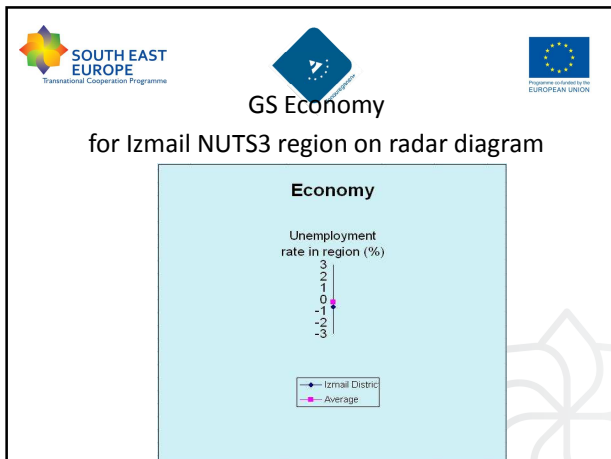 SOUTH EAST
EUROPE
Transnational Cooperation Programme
Programme co-funded by the
EUROPEAN UNION
GS Economy
for Izmail NUTS3 region on radar diagram
Economy
Unemployment
rate in region (%)
3
2
1
0
-1
-2
-3
Izmail Distric
Average